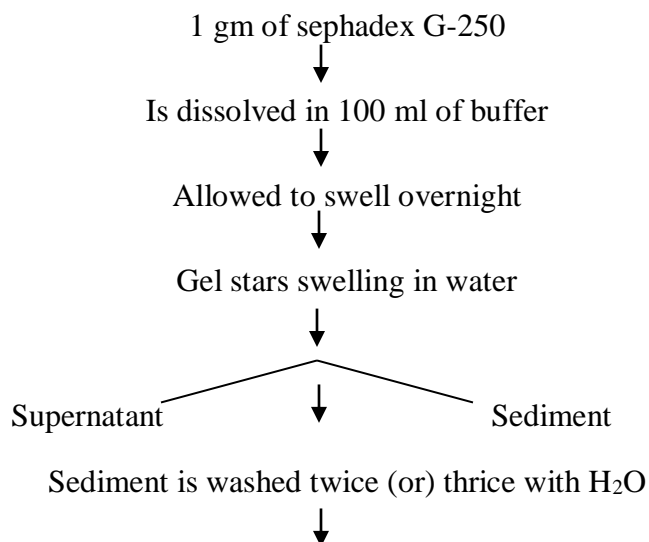 1 gm of sephadex G-250
Is dissolved in 100 ml of buffer
Allowed to swell overnight
Gel stars swelling in water
Supernatant Sediment
Sediment is washed twice (or) thrice with H₂O